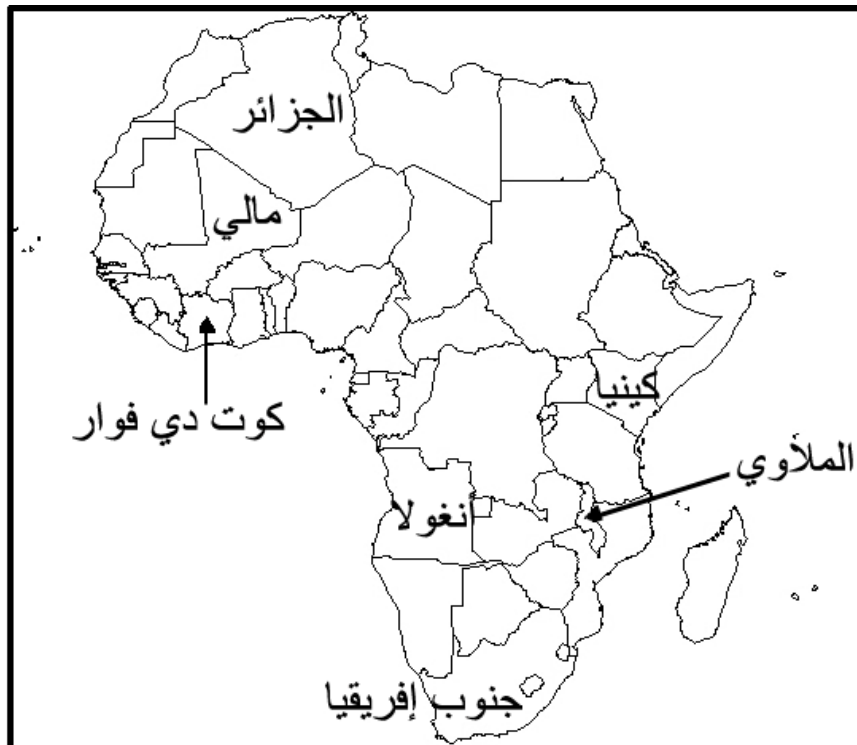 الجزائر
مالي
كوت دي فوار
كينيا
الملاوي
أنغولا
جنوب إفريقيا